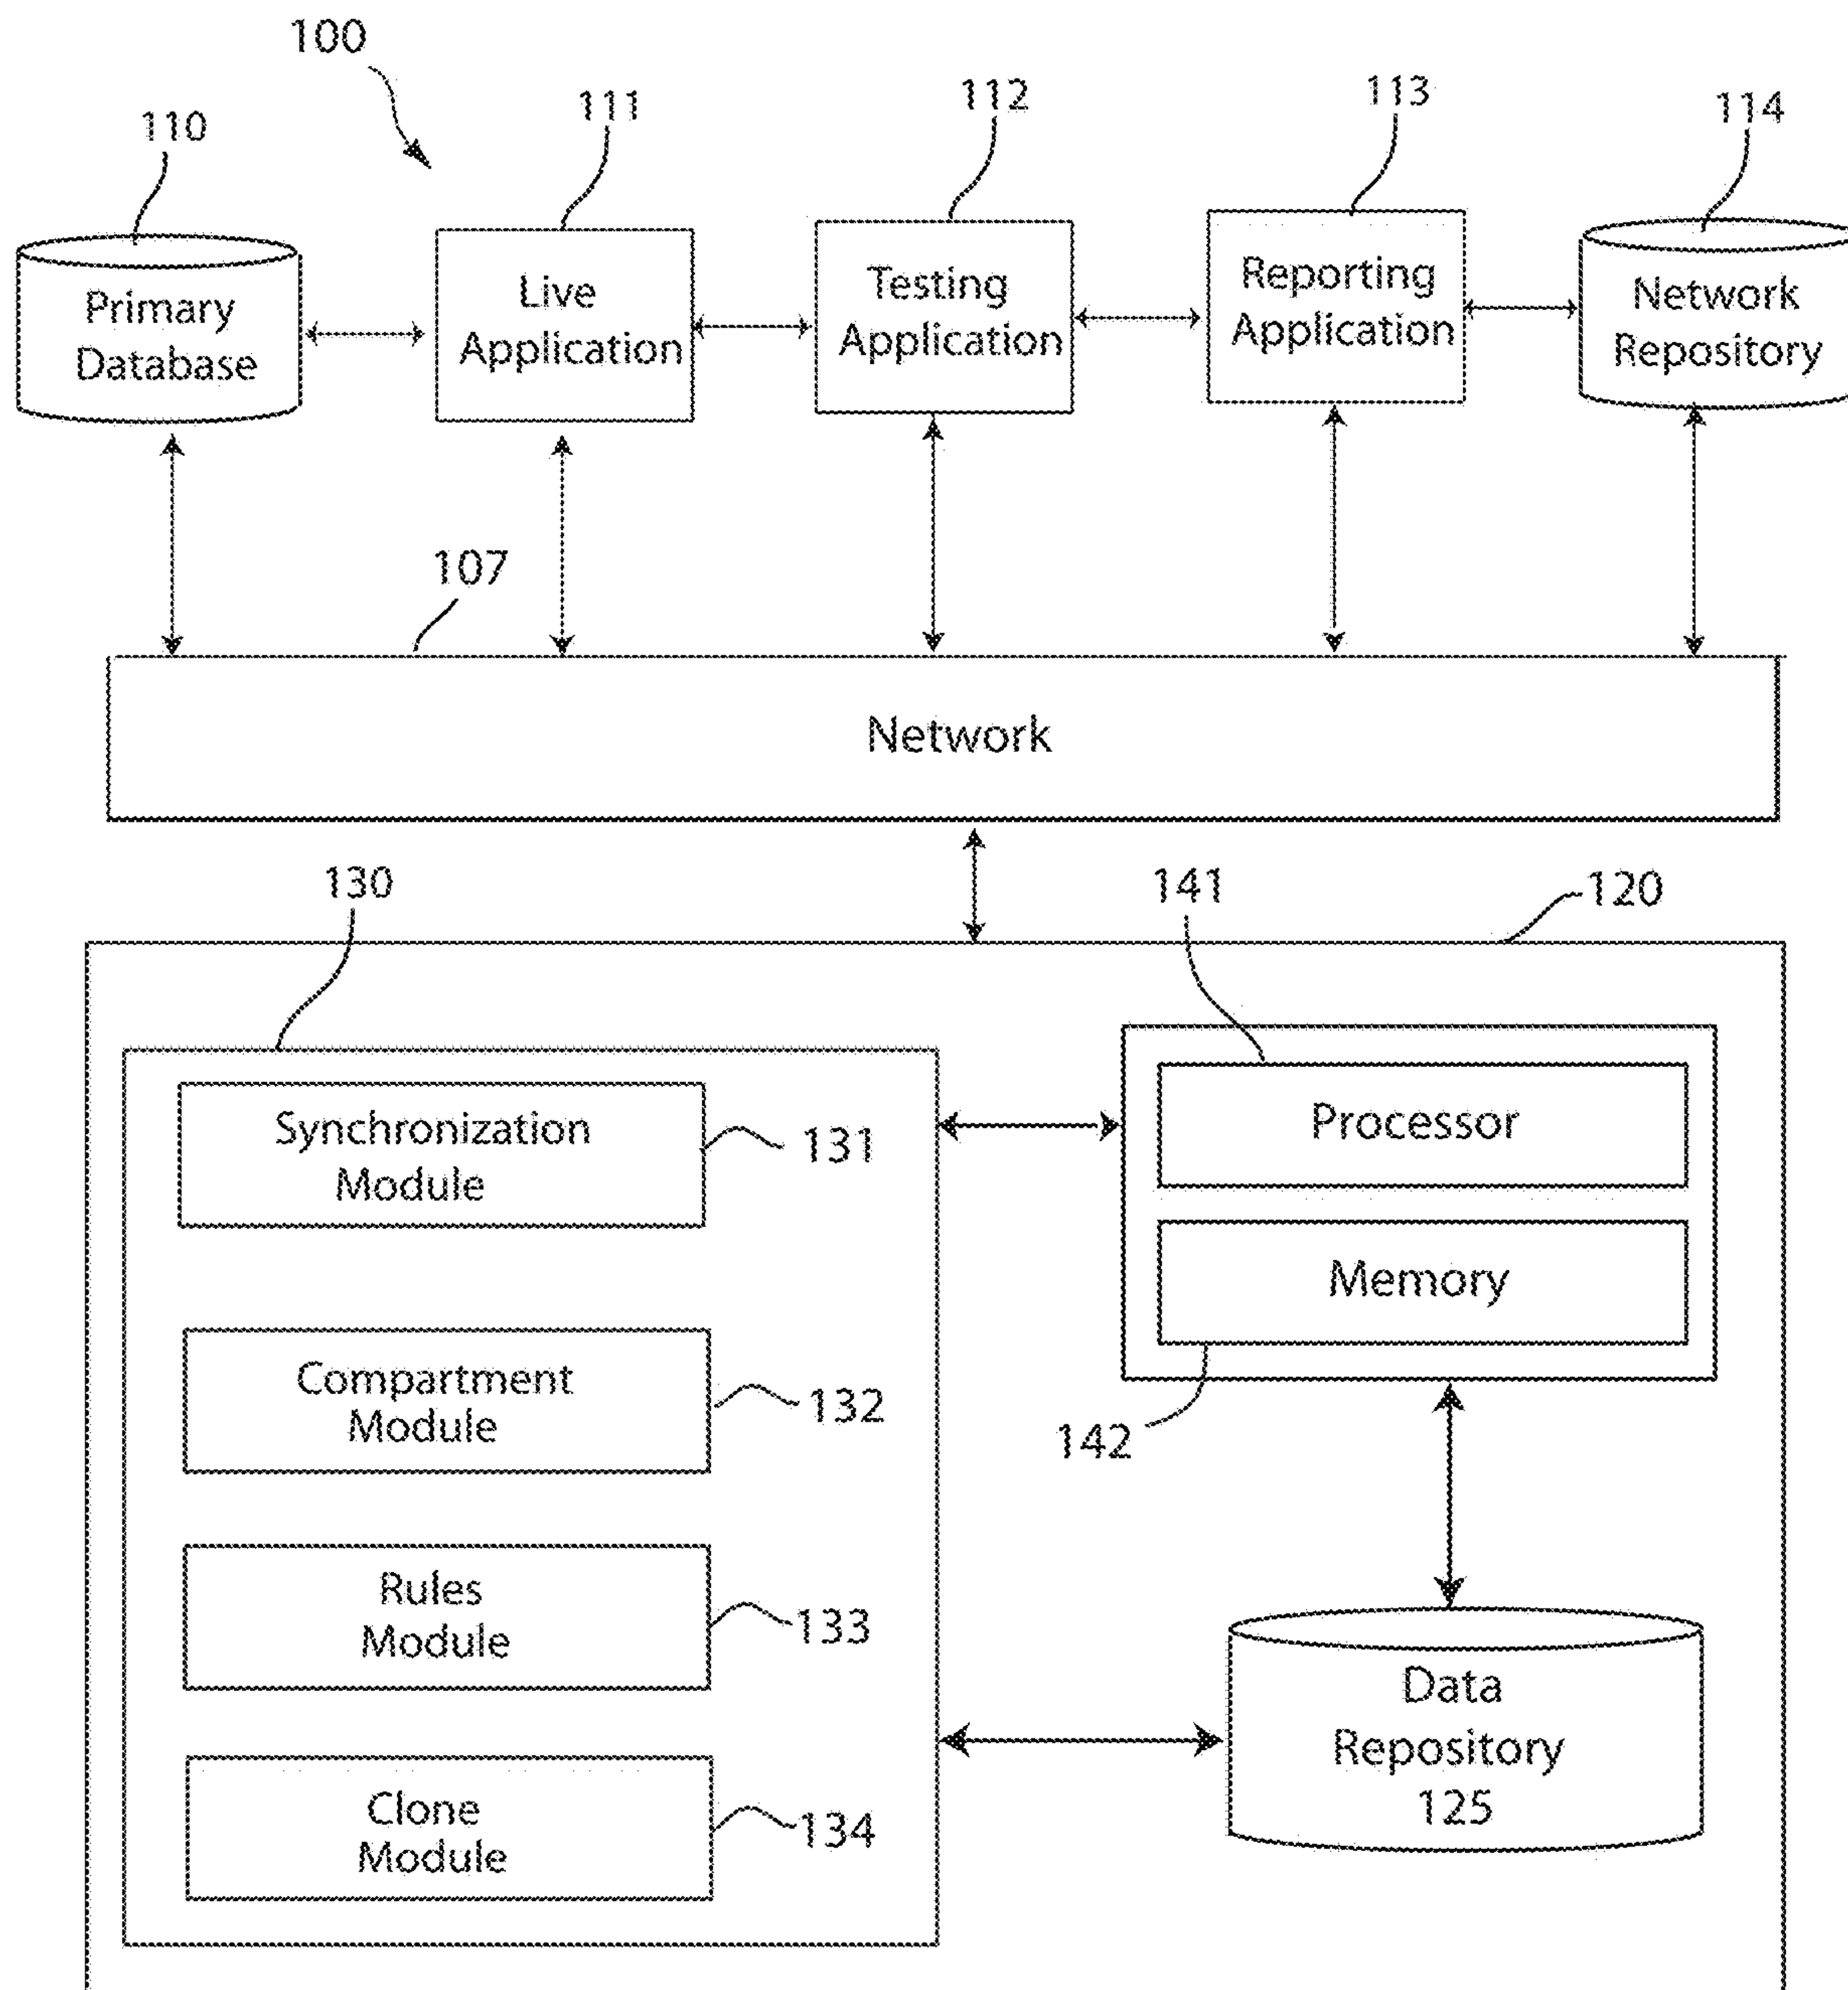 100
110
111
112
113
114
Primary
Database
Live
Application
Testing
Application
Reporting
Application
Network
Repository
107
Network
130
141
120
Synchronization
Module
131
Processor
Memory
142
Compartment
Module
132
Rules
Module
133
Data
Repository
125
Clone
Module
134